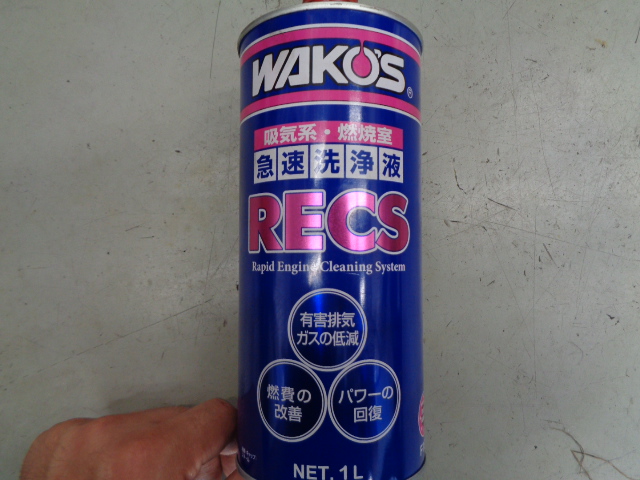 WAKO'S
®
吸気系・燃焼室
急速洗浄液
RECS
Rapid Engine Cleaning System
有害排気
ガスの低減
燃費の
改善
パワーの
回復
NET. 1L